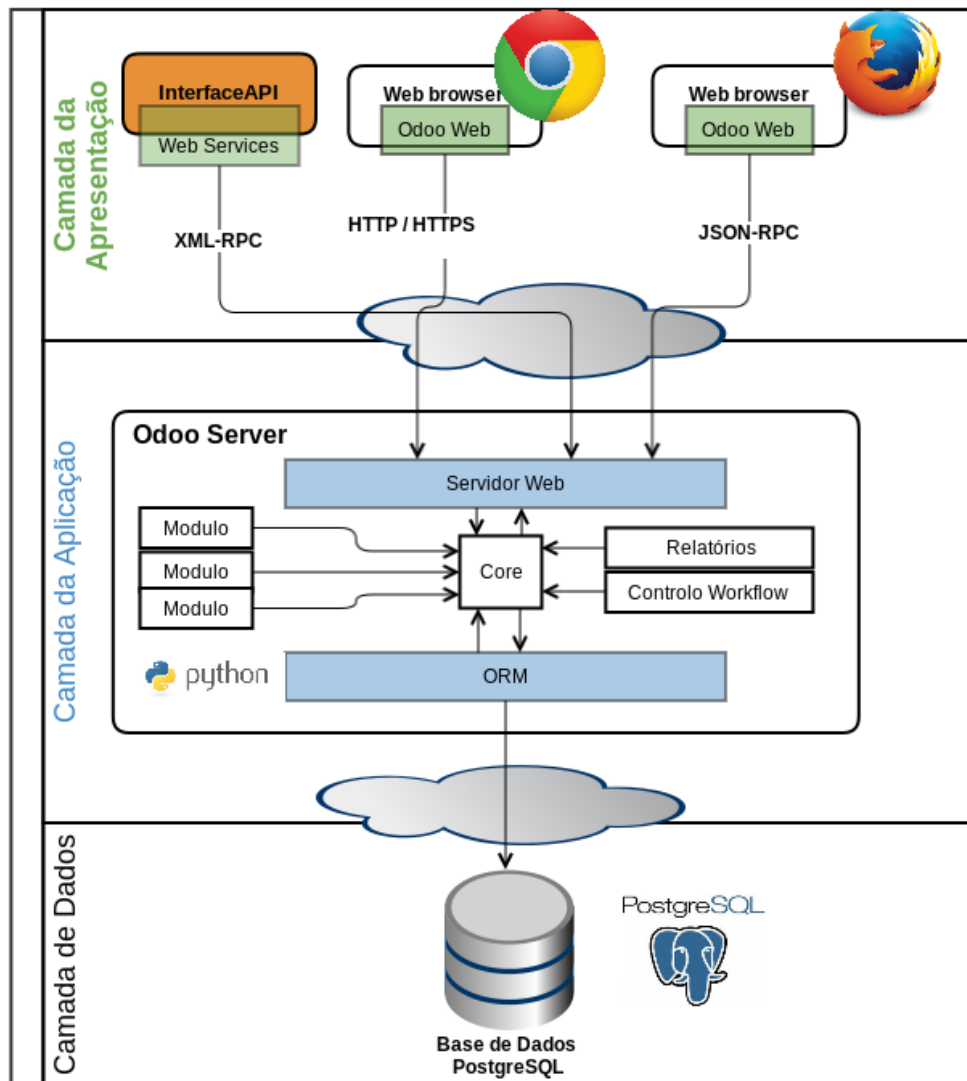 Camada da
Apresentação
InterfaceAPI
Web Services
Web browser
Odoo Web
Web browser
Odoo Web
XML-RPC
HTTP / HTTPS
JSON-RPC
Camada da Aplicação
Odoo Server
Servidor Web
Modulo
Modulo
Modulo
Core
Relatórios
Controlo Workflow
python
ORM
Camada de Dados
PostgreSQL
Base de Dados
PostgreSQL